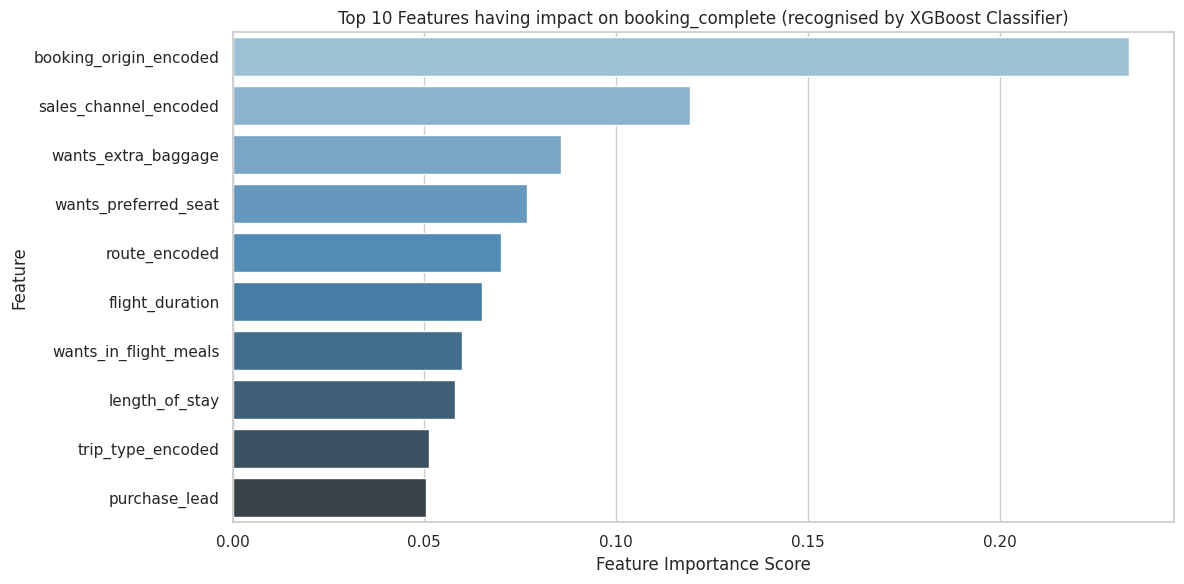 Top 10 Features having impact on booking_complete (recognised by XGBoost Classifier)
booking_origin_encoded
sales_channel_encoded
wants_extra_baggage
wants_preferred_seat
route_encoded
flight_duration
wants_in_flight_meals
length_of_stay
trip_type_encoded
purchase_lead
Feature
0.00 0.05 0.10 0.15 0.20
Feature Importance Score